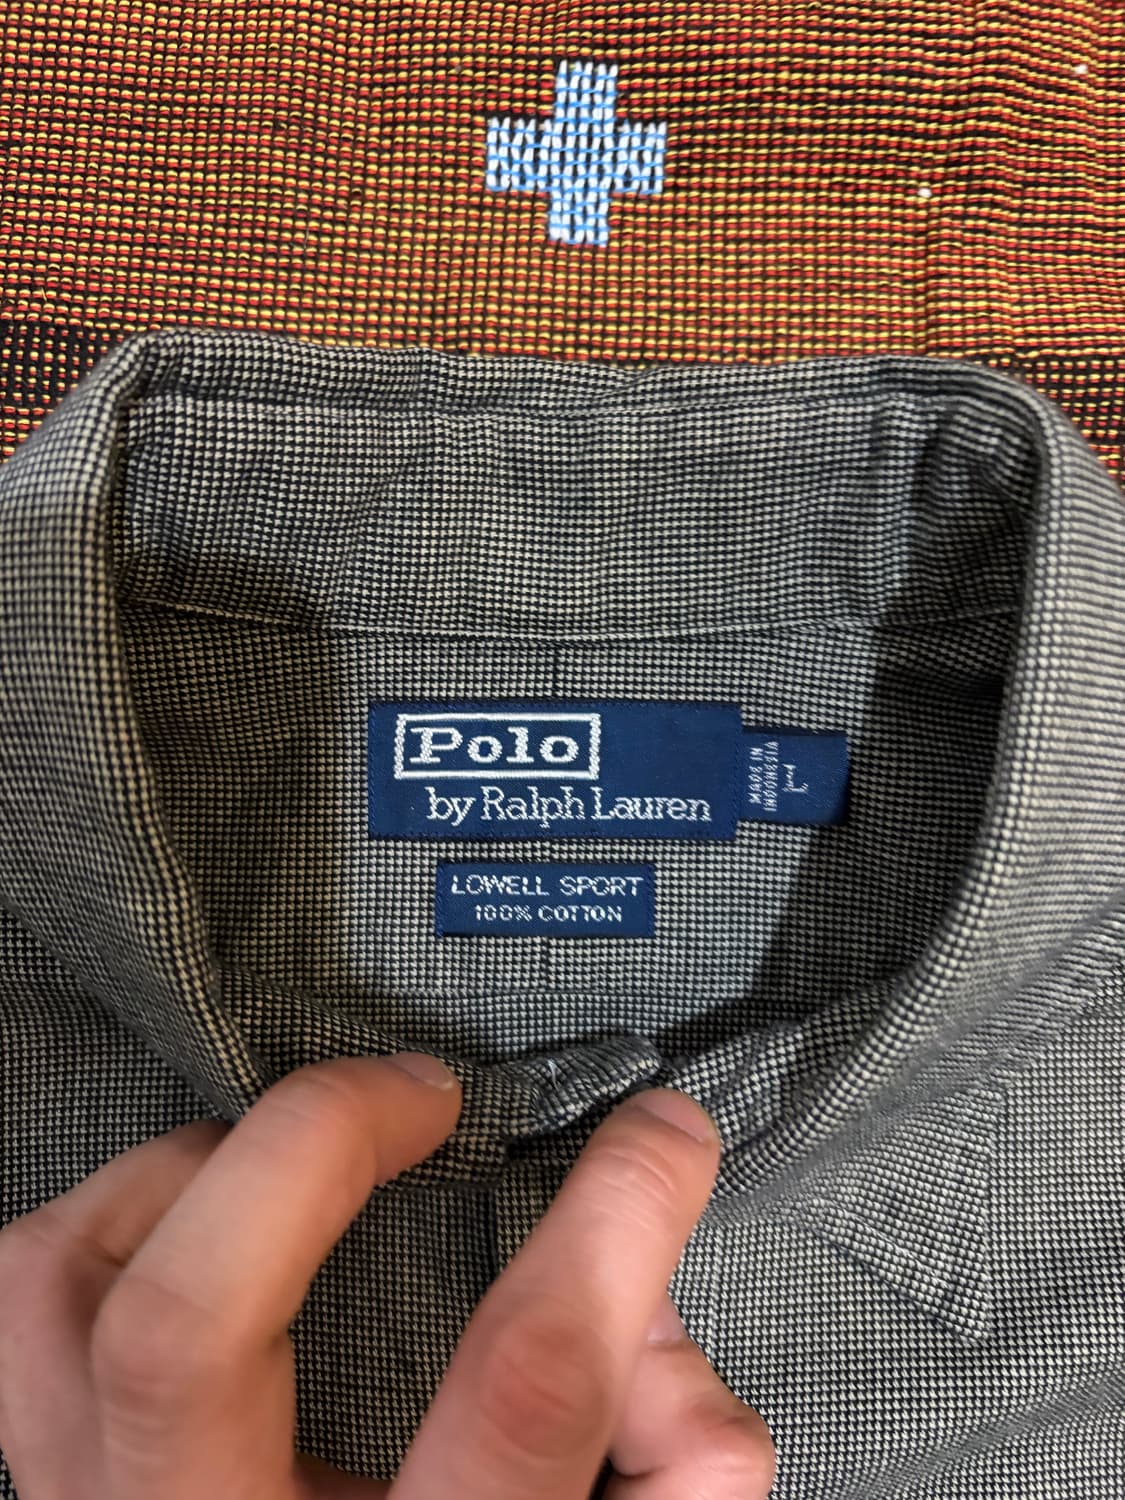 Polo
by Ralph Lauren
MADE IN
INDONESIA
L
LOWELL SPORT
100% COTTON